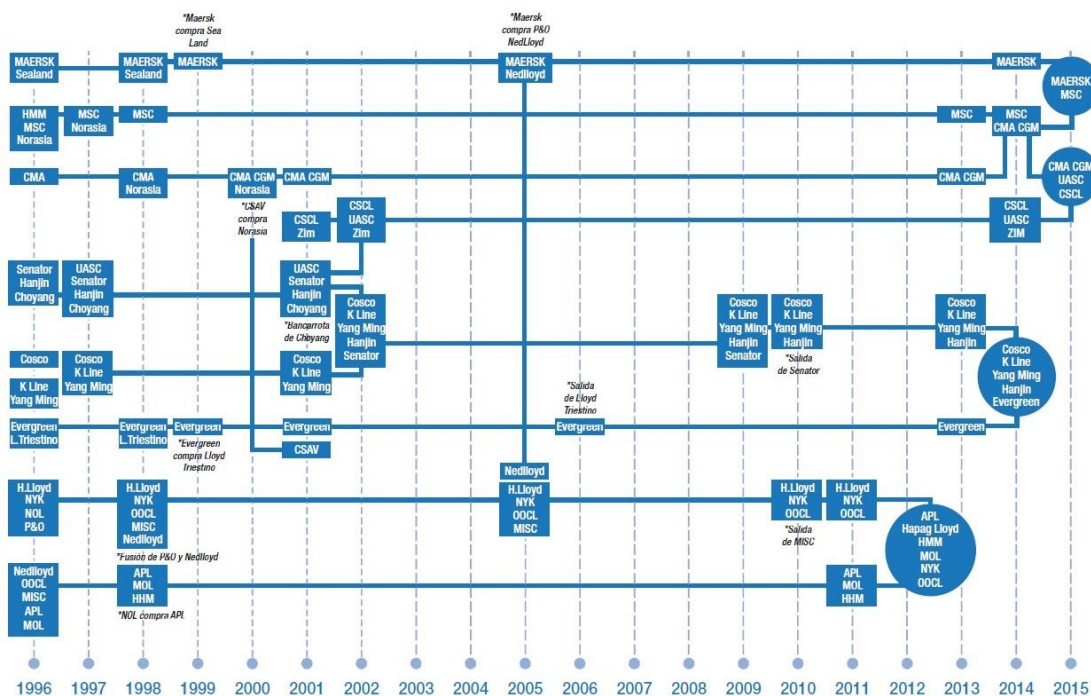 *Maersk
compra Sea
Land
*Maersk
compra P&O
NedLloyd
MAERSK
Sealand
MAERSK
Sealand
MAERSK
MAERSK
Nedlloyd
MAERSK
MAERSK
MSC
HMM
MSC
Norasia
MSC
Norasia
MSC
MSC
MSC
CMA CGM
CMA
CMA
Norasia
CMA CGM
Norasia
CMA CGM
CMA CGM
CMA CGM
UASC
CSCL
*CSAV
compra
Norasia
CSCL
Zim
CSCL
UASC
Zim
CSCL
UASC
ZIM
Senator
Hanjin
Choyang
UASC
Senator
Hanjin
Choyang
UASC
Senator
Hanjin
Choyang
*Bancarrota
de Choyang
Cosco
K Line
Yang Ming
Hanjin
Senator
Cosco
K Line
Yang Ming
Hanjin
Senator
Cosco
K Line
Yang Ming
Hanjin
*Salida
de Senator
Cosco
K Line
Yang Ming
Hanjin
Cosco
K Line
Yang Ming
Hanjin
Evergreen
Cosco
K Line
Yang Ming
Cosco
K Line
Yang Ming
Cosco
K Line
Yang Ming
*Salida
de Lloyd
Triestino
Evergreen
L.Triestino
Evergreen
L.Triestino
Evergreen
Evergreen
Evergreen
Evergreen
*Evergreen
compra Lloyd
Triestino
CSAV
Nedlloyd
H.Lloyd
NYK
NOL
P&O
H.Lloyd
NYK
OOCL
MISC
Nedlloyd
H.Lloyd
NYK
OOCL
MISC
H.Lloyd
NYK
OOCL
H.Lloyd
NYK
OOCL
*Salida
de MISC
APL
Hapag Lloyd
HMM
MOL
NYK
OOCL
*Fusión de P&O y Nedlloyd
Nedlloyd
OOCL
MISC
APL
MOL
APL
MOL
HHM
APL
MOL
HHM
*NOL compra APL
1996 1997 1998 1999 2000 2001 2002 2003 2004 2005 2006 2007 2008 2009 2010 2011 2012 2013 2014 2015